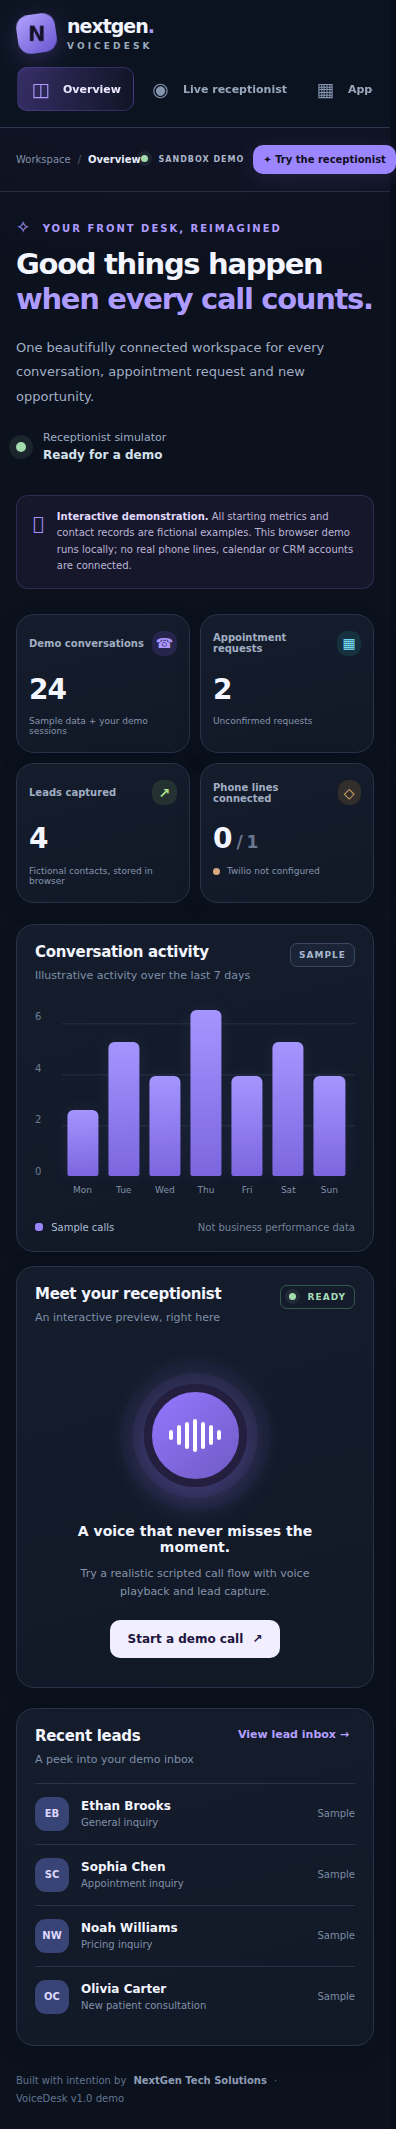 N
nextgen.
VOICEDESK
Overview
Live receptionist
App
Workspace / Overview
SANDBOX DEMO
✦ Try the receptionist
YOUR FRONT DESK, REIMAGINED
Good things happen
when every call counts.
One beautifully connected workspace for every
conversation, appointment request and new
opportunity.
Receptionist simulator
Ready for a demo
Interactive demonstration. All starting metrics and
contact records are fictional examples. This browser demo
runs locally; no real phone lines, calendar or CRM accounts
are connected.
Demo conversations
24
Sample data + your demo
sessions
Appointment
requests
2
Unconfirmed requests
Leads captured
4
Fictional contacts, stored in
browser
Phone lines
connected
0 / 1
Twilio not configured
Conversation activity
SAMPLE
Illustrative activity over the last 7 days
6
4
2
0
Mon Tue Wed Thu Fri Sat Sun
Sample calls
Not business performance data
Meet your receptionist
READY
An interactive preview, right here
A voice that never misses the
moment.
Try a realistic scripted call flow with voice
playback and lead capture.
Start a demo call ↗
Recent leads
View lead inbox →
A peek into your demo inbox
EB
Ethan Brooks
General inquiry
Sample
SC
Sophia Chen
Appointment inquiry
Sample
NW
Noah Williams
Pricing inquiry
Sample
OC
Olivia Carter
New patient consultation
Sample
Built with intention by NextGen Tech Solutions ·
VoiceDesk v1.0 demo